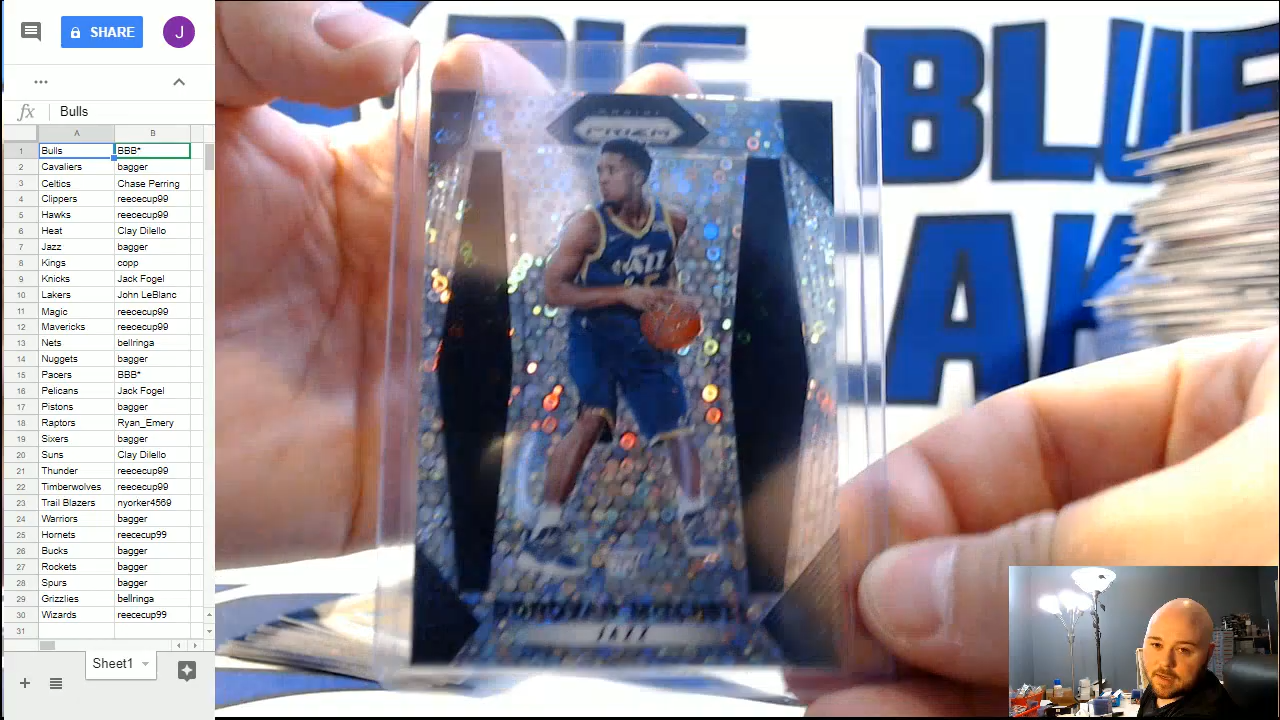 SHARE
J
...
fx Bulls
A B
1 Bulls BBB*
2 Cavaliers bagger
3 Celtics Chase Perring
4 Clippers reececup99
5 Hawks reececup99
6 Heat Clay Dilello
7 Jazz bagger
8 Kings copp
9 Knicks Jack Fogel
10 Lakers John LeBlanc
11 Magic reececup99
12 Mavericks reececup99
13 Nets bellringa
14 Nuggets bagger
15 Pacers BBB*
16 Pelicans Jack Fogel
17 Pistons bagger
18 Raptors Ryan_Emery
19 Sixers bagger
20 Suns Clay Dilello
21 Thunder reececup99
22 Timberwolves reececup99
23 Trail Blazers nyorker4569
24 Warriors bagger
25 Hornets reececup99
26 Bucks bagger
27 Rockets bagger
28 Spurs bagger
29 Grizzlies bellringa
30 Wizards reececup99
31
Sheet1
BLUE
PANINI
PRIZM
JAZZ
DONOVAN MITCHELL
JAZZ